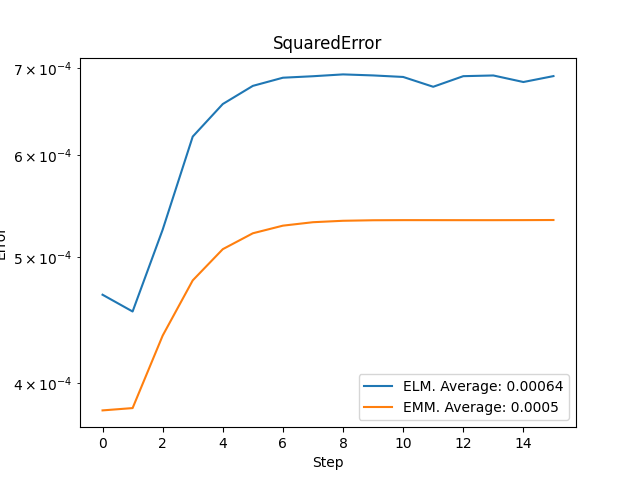 SquaredError
7 × 10⁻⁴
6 × 10⁻⁴
5 × 10⁻⁴
4 × 10⁻⁴
Error
ELM. Average: 0.00064
EMM. Average: 0.0005
0 2 4 6 8 10 12 14
Step